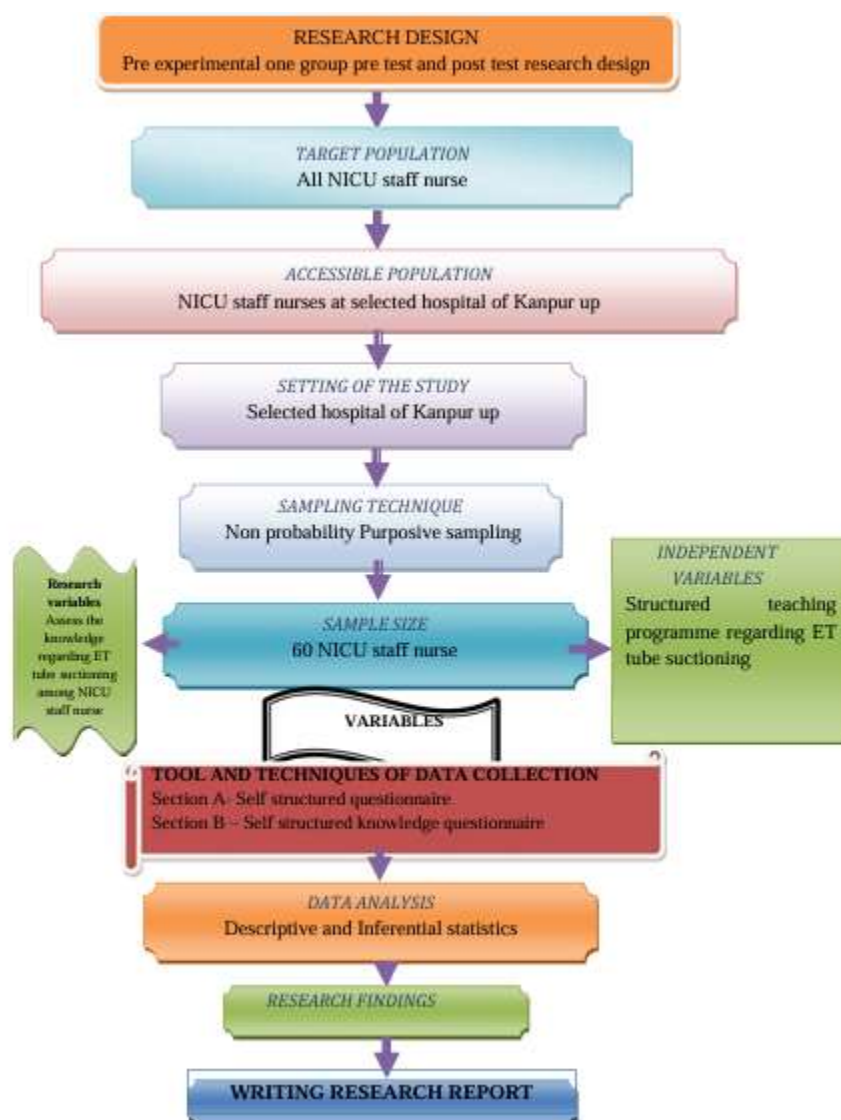 RESEARCH DESIGN
Pre experimental one group pre test and post test research design
TARGET POPULATION
All NICU staff nurse
ACCESSIBLE POPULATION
NICU staff nurses at selected hospital of Kanpur up
SETTING OF THE STUDY
Selected hospital of Kanpur up
SAMPLING TECHNIQUE
Non probability Purposive sampling
Research
variables
Assess the
knowledge
regarding ET
tube suctioning
among NICU
staff nurse
SAMPLE SIZE
60 NICU staff nurse
INDEPENDENT
VARIABLES
Structured teaching
programme regarding ET
tube suctioning
VARIABLES
TOOL AND TECHNIQUES OF DATA COLLECTION
Section A- Self structured questionnaire.
Section B – Self structured knowledge questionnaire
DATA ANALYSIS
Descriptive and Inferential statistics
RESEARCH FINDINGS
WRITING RESEARCH REPORT